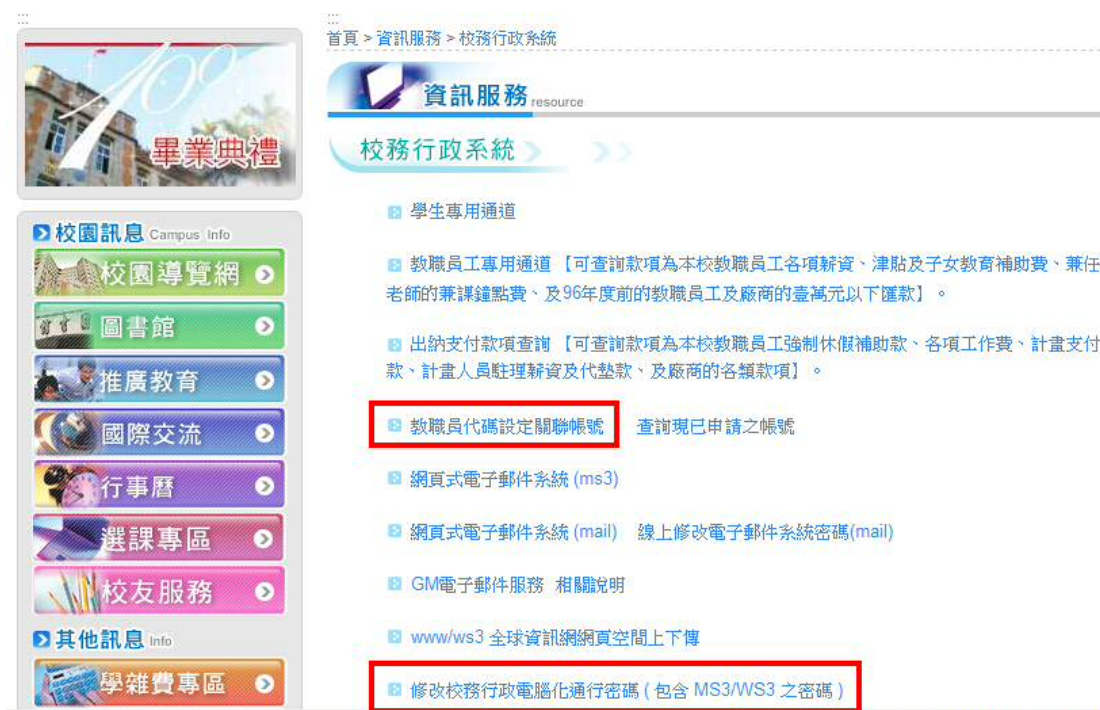 :::
100
畢業典禮
校園訊息 Campus Info
校園導覽網
圖書館
推廣教育
國際交流
行事曆
選課專區
校友服務
其他訊息 Info
學雜費專區
:::
首頁 > 資訊服務 > 校務行政系統
資訊服務 resource
校務行政系統
學生專用通道
教職員工專用通道 【可查詢款項為本校教職員工各項薪資、津貼及子女教育補助費、兼任
老師的兼課鐘點費、及96年度前的教職員工及廠商的壹萬元以下匯款】。
出納支付款項查詢 【可查詢款項為本校教職員工強制休假補助款、各項工作費、計畫支付
款、計畫人員駐理薪資及代墊款、及廠商的各類款項】。
教職員代碼設定關聯帳號 查詢現已申請之帳號
網頁式電子郵件系統 (ms3)
網頁式電子郵件系統 (mail) 線上修改電子郵件系統密碼(mail)
GM電子郵件服務 相關說明
www/ws3 全球資訊網網頁空間上下傳
修改校務行政電腦化通行密碼 ( 包含 MS3/WS3 之密碼 )